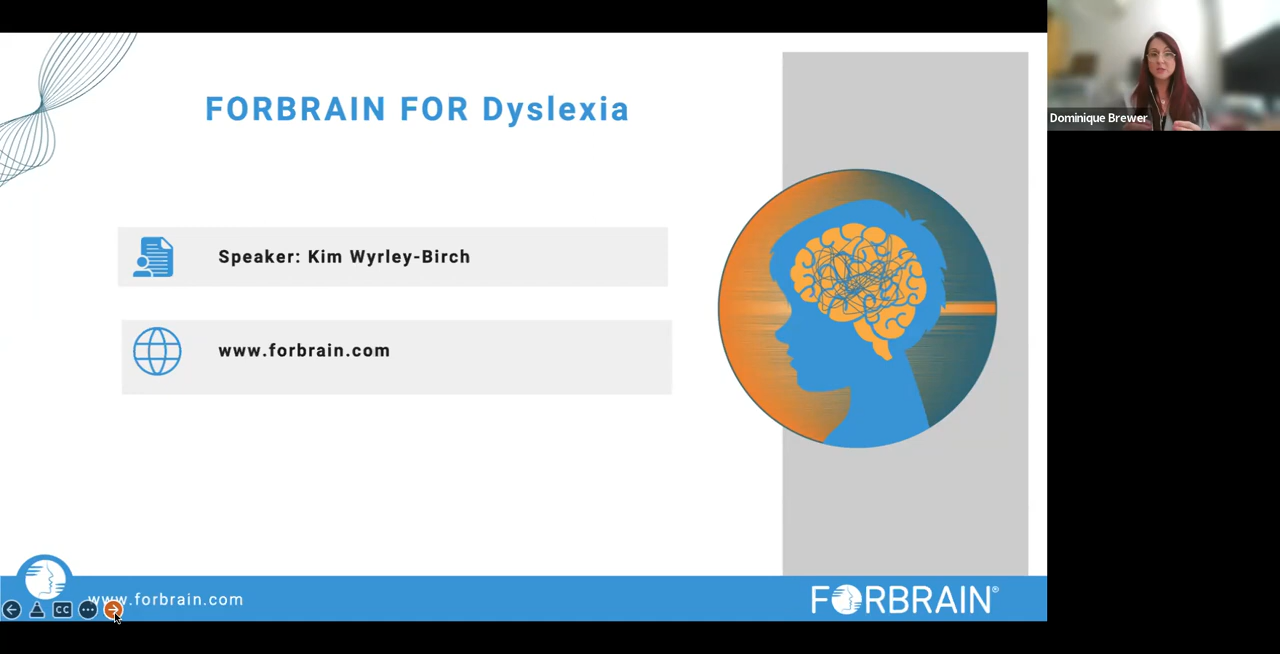 FORBRAIN FOR Dyslexia
Speaker: Kim Wyrley-Birch
www.forbrain.com
www.forbrain.com
FORBRAIN®
CC
Dominique Brewer